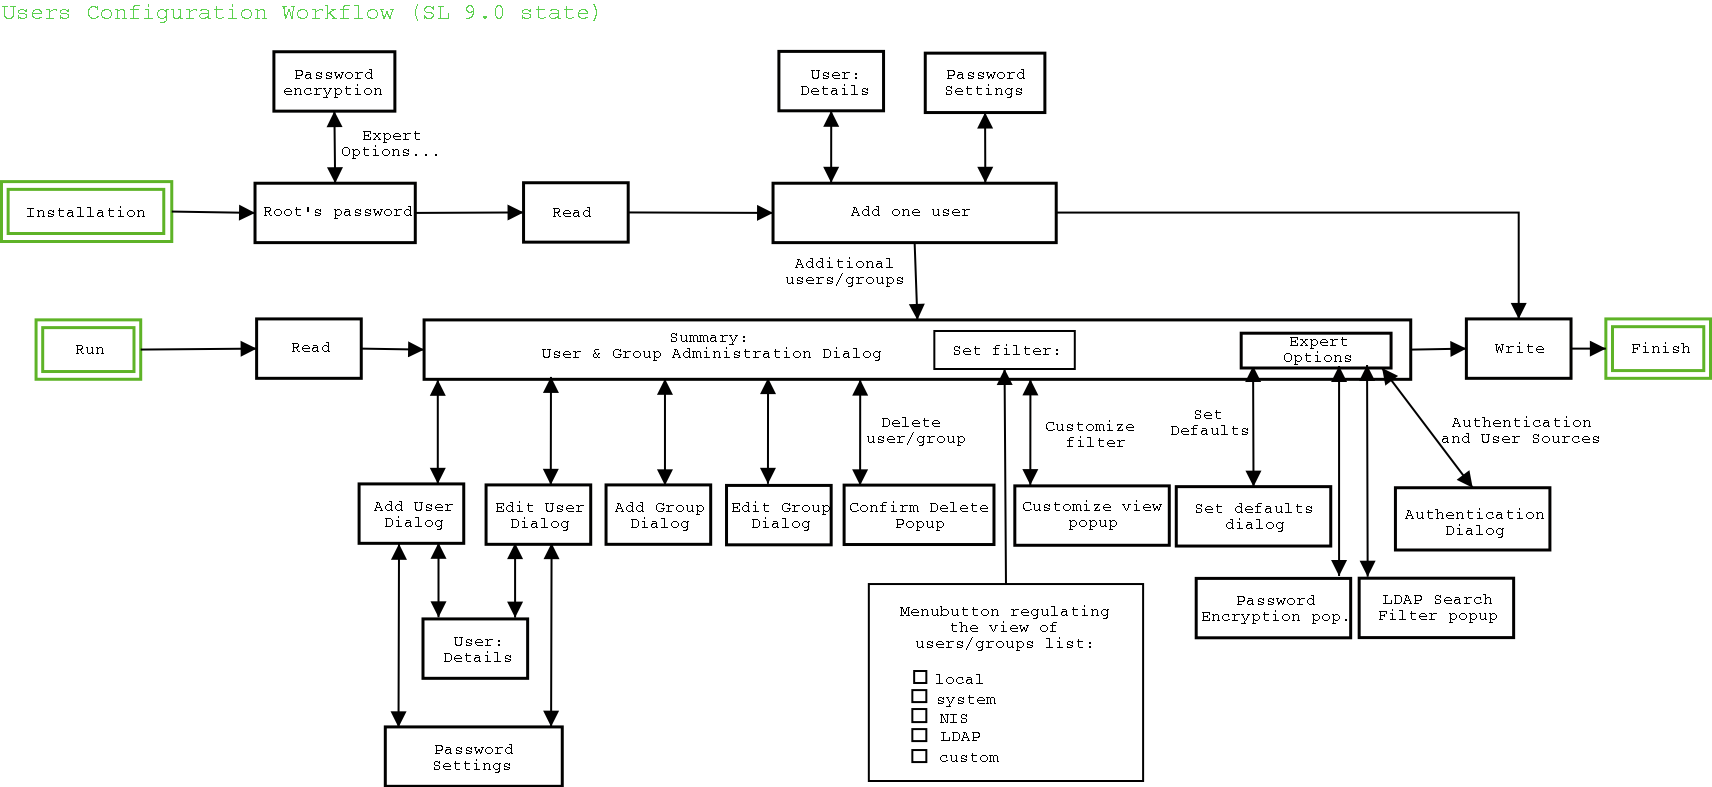 Users Configuration Workflow (SL 9.0 state)
Password
encryption
User:
Details
Password
Settings
Expert
Options...
Installation
Root's password
Read
Add one user
Additional
users/groups
Run
Read
Summary:
User & Group Administration Dialog
Set filter:
Expert
Options
Write
Finish
Delete
user/group
Customize
filter
Set
Defaults
Authentication
and User Sources
Add User
Dialog
Edit User
Dialog
Add Group
Dialog
Edit Group
Dialog
Confirm Delete
Popup
Customize view
popup
Set defaults
dialog
Authentication
Dialog
Password
Encryption pop.
LDAP Search
Filter popup
User:
Details
Menubutton regulating
the view of
users/groups list:
local
system
NIS
LDAP
custom
Password
Settings